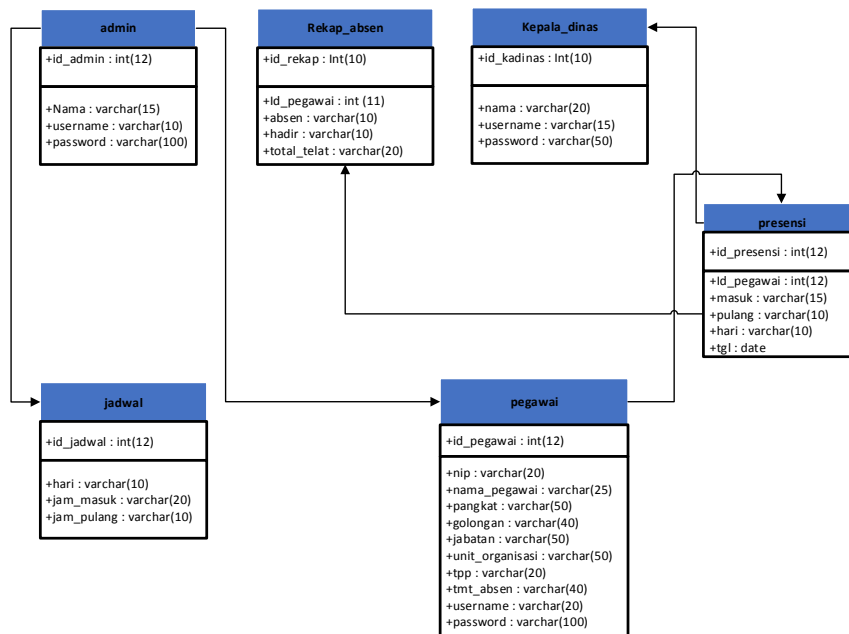 admin
+id_admin : int(12)
+Nama : varchar(15)
+username : varchar(10)
+password : varchar(100)
Rekap_absen
+id_rekap : Int(10)
+Id_pegawai : int (11)
+absen : varchar(10)
+hadir : varchar(10)
+total_telat : varchar(20)
Kepala_dinas
+id_kadinas : Int(10)
+nama : varchar(20)
+username : varchar(15)
+password : varchar(50)
presensi
+id_presensi : int(12)
+Id_pegawai : int(12)
+masuk : varchar(15)
+pulang : varchar(10)
+hari : varchar(10)
+tgl : date
jadwal
+id_jadwal : int(12)
+hari : varchar(10)
+jam_masuk : varchar(20)
+jam_pulang : varchar(10)
pegawai
+id_pegawai : int(12)
+nip : varchar(20)
+nama_pegawai : varchar(25)
+pangkat : varchar(50)
+golongan : varchar(40)
+jabatan : varchar(50)
+unit_organisasi : varchar(50)
+tpp : varchar(20)
+tmt_absen : varchar(40)
+username : varchar(20)
+password : varchar(100)